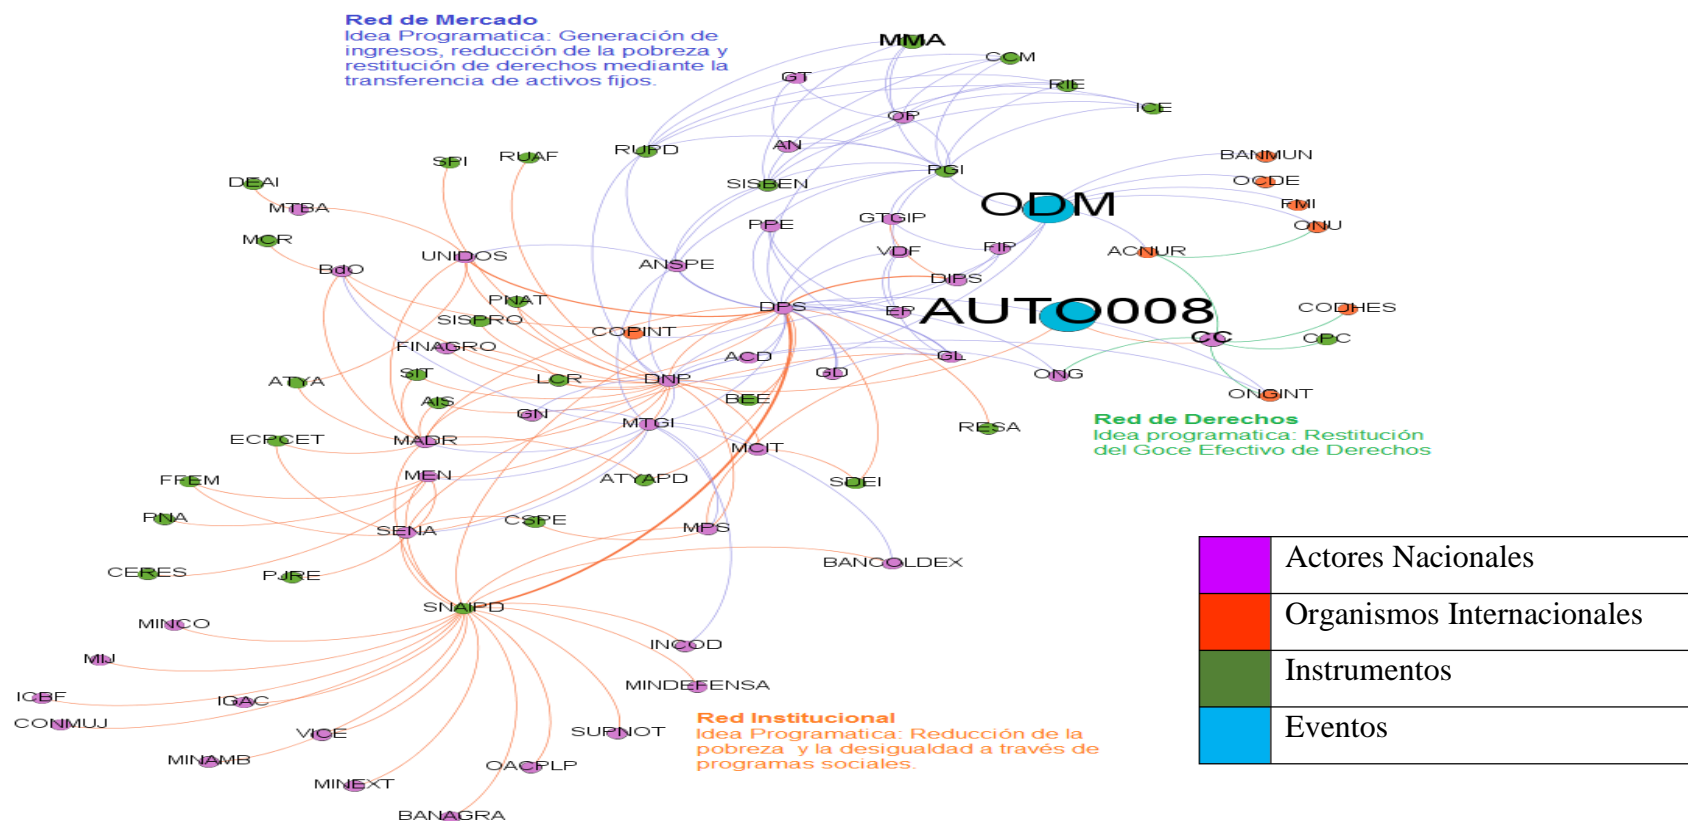 Red de Mercado
Idea Programatica: Generación de
ingresos, reducción de la pobreza y
restitución de derechos mediante la
transferencia de activos fijos.
MMA
CCM
GT
RIE
ICE
OP
AN
RUPD
SPI
RUAF
BANMUN
PGI
OCDE
DEAI
SISBEN
FMI
ODM
MTBA
PPE
GTGIP
ONU
MCR
UNIDOS
VDF
FIP
ACNUR
BdO
ANSPE
DIPS
PNAT
DPS
EP
AUTO008
CODHES
SISPRO
COPINT
CC
CPC
FINAGRO
ACD
GL
GD
ONG
ATYA
SIT
LCR
DNP
ONGINT
AIS
GN
BEE
MTGI
RESA
Red de Derechos
Idea programatica: Restitución
del Goce Efectivo de Derechos
ECPCET
MADR
MCIT
FFEM
MEN
ATYAPD
SDEI
PNA
SENA
CSPE
MPS
BANCOLDEX
CERES
PJRE
SNAIPD
MINCO
INCOD
MIJ
MINDEFENSA
ICBF
IGAC
CONMUJ
VICE
SUPNOT
Red Institucional
Idea Programatica: Reducción de la
pobreza y la desigualdad a través de
programas sociales.
MINAMB
OACPLP
MINEXT
BANAGRA
Actores Nacionales
Organismos Internacionales
Instrumentos
Eventos